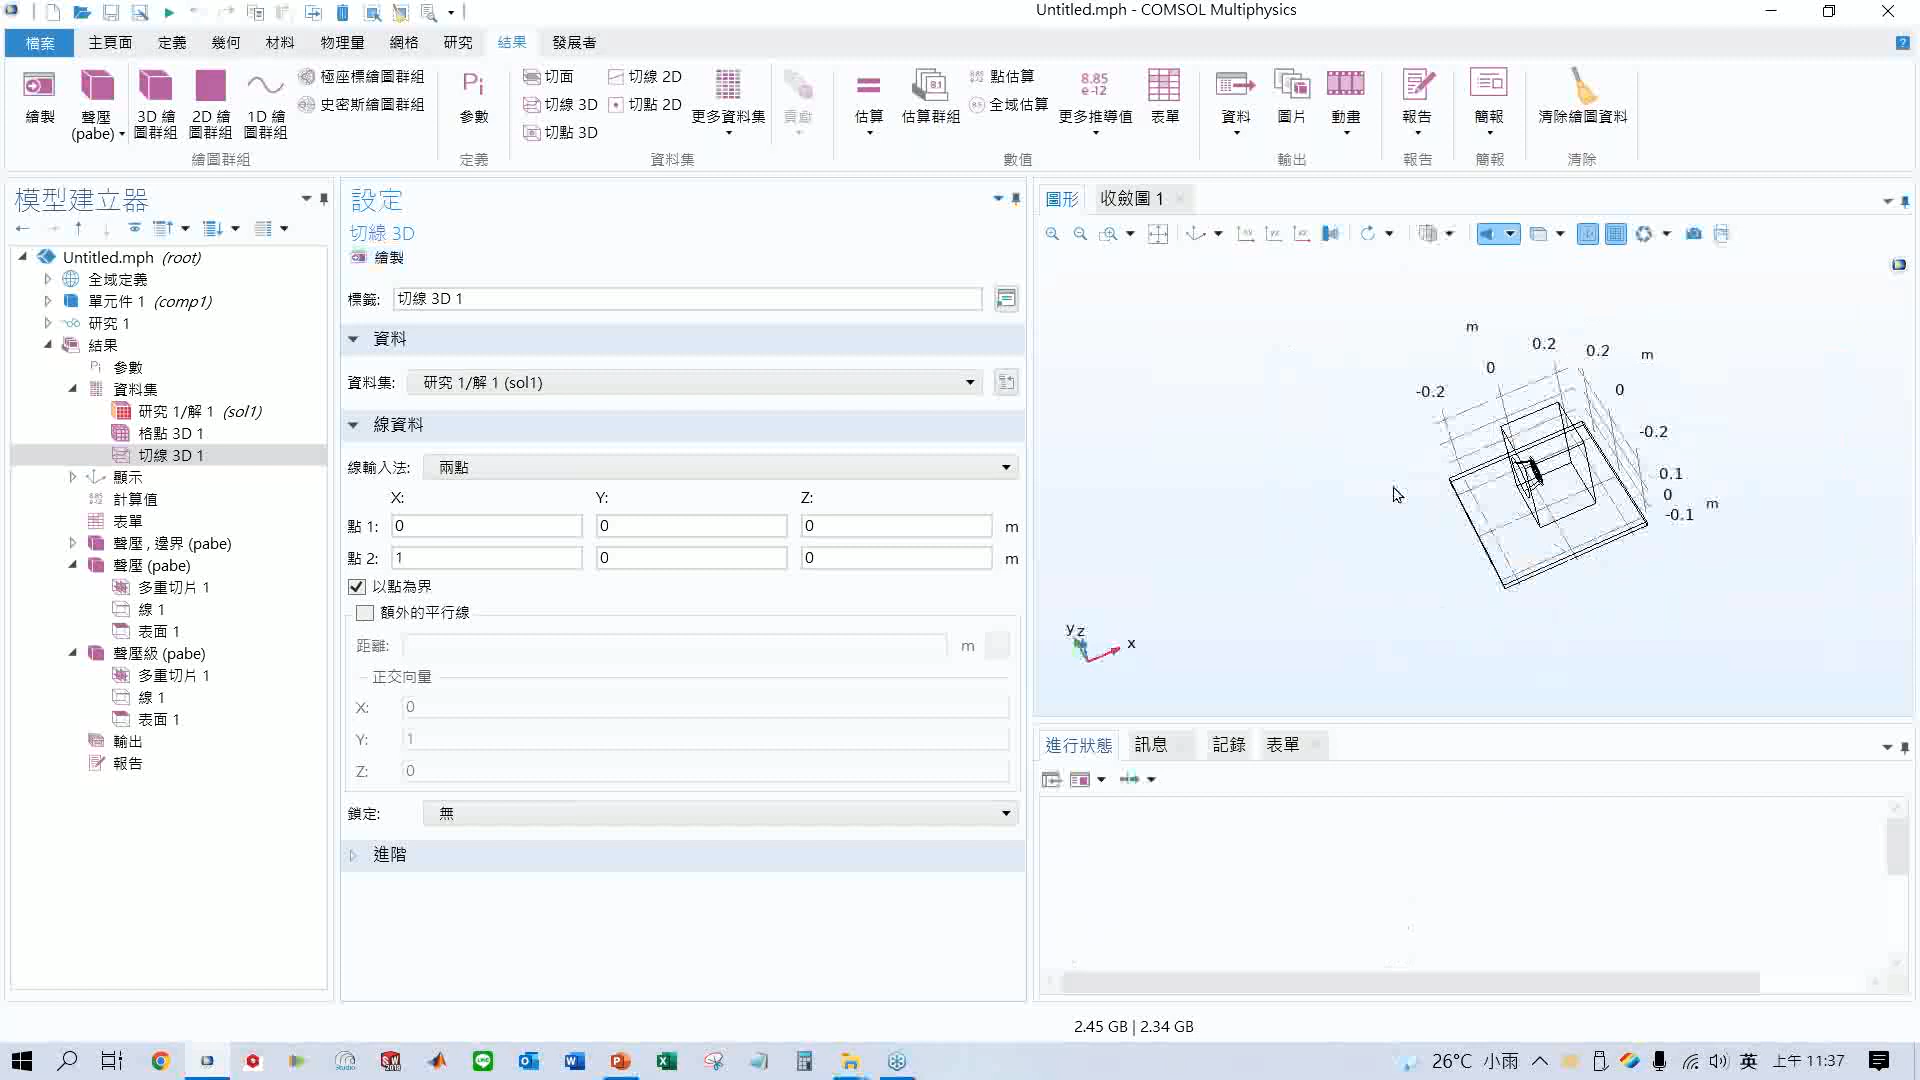 Untitled.mph - COMSOL Multiphysics
檔案 主頁面 定義 幾何 材料 物理量 網格 研究 結果 發展者
繪製
聲壓 (pabe)
3D 繪圖群組
2D 繪圖群組
1D 繪圖群組
極座標繪圖群組
史密斯繪圖群組
Pi
參數
切面
切線 3D
切點 3D
切線 2D
切點 2D
更多資料集
估算
估算群組
點估算
全域估算
8.85
e-12
更多推導值
表單
資料
圖片
動畫
報告
簡報
清除繪圖資料
繪圖群組 定義 資料集 數值 輸出 報告 簡報 清除
模型建立器
Untitled.mph (root)
全域定義
單元件 1 (comp1)
研究 1
結果
Pi 參數
資料集
研究 1/解 1 (sol1)
格點 3D 1
切線 3D 1
顯示
計算值
表單
聲壓 , 邊界 (pabe)
聲壓 (pabe)
多重切片 1
線 1
表面 1
聲壓級 (pabe)
多重切片 1
線 1
表面 1
輸出
報告
設定
切線 3D
繪製
標籤: 切線 3D 1
資料
資料集: 研究 1/解 1 (sol1)
線資料
線輸入法: 兩點
X: Y: Z:
點 1: 0 0 0 m
點 2: 1 0 0 m
以點為界
額外的平行線
距離: m
正交向量
X: 0
Y: 1
Z: 0
鎖定: 無
進階
圖形 收斂圖 1
m
0.2 0.2 m
0
-0.2 0
-0.2
0.1
0 m
-0.1
y z
x
進行狀態 訊息 記錄 表單
2.45 GB | 2.34 GB
26°C 小雨 英 上午 11:37